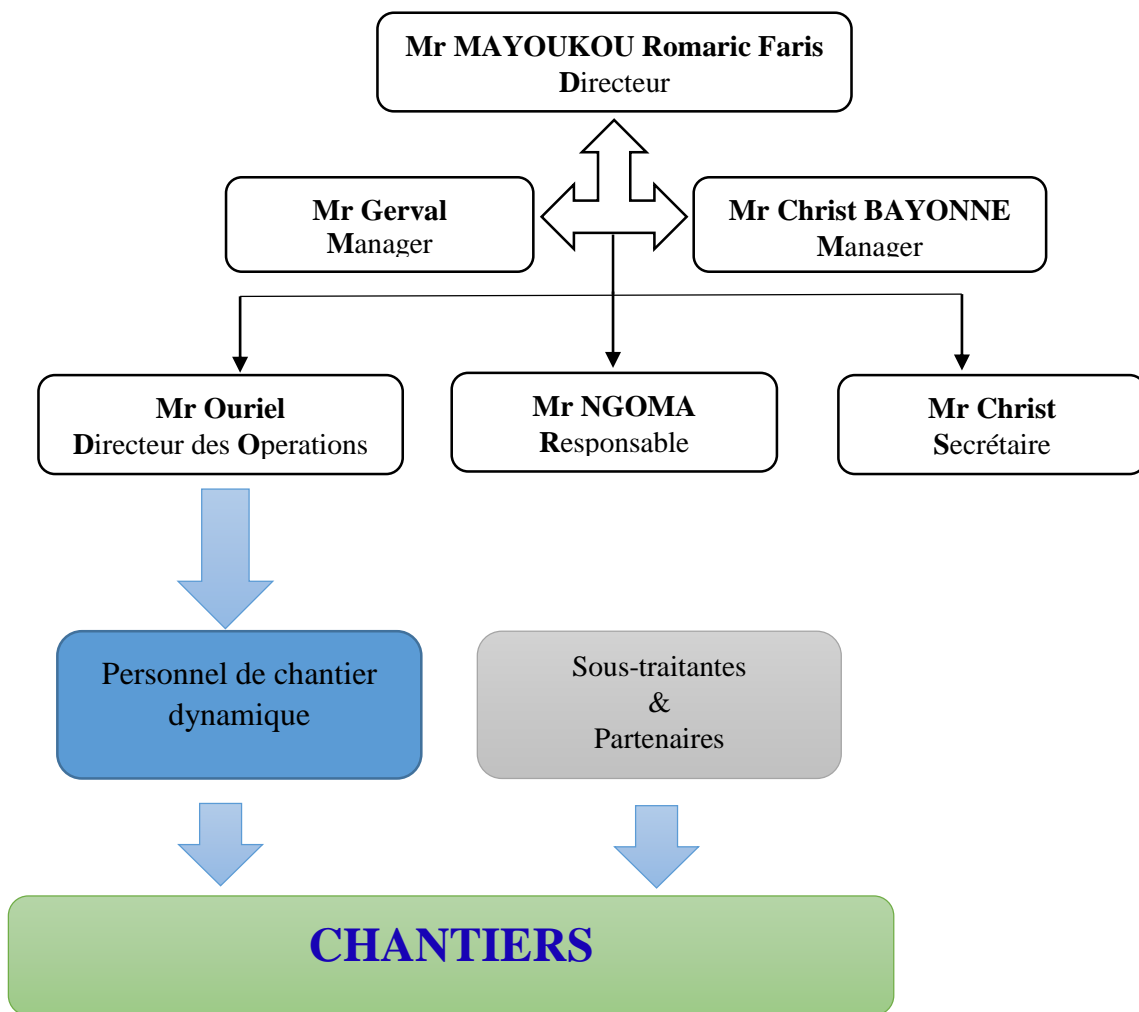 Mr MAYOUKOU Romaric Faris
Directeur
Mr Gerval
Manager
Mr Christ BAYONNE
Manager
Mr Ouriel
Directeur des Operations
Mr NGOMA
Responsable
Mr Christ
Secrétaire
Personnel de chantier
dynamique
Sous-traitantes
&
Partenaires
CHANTIERS